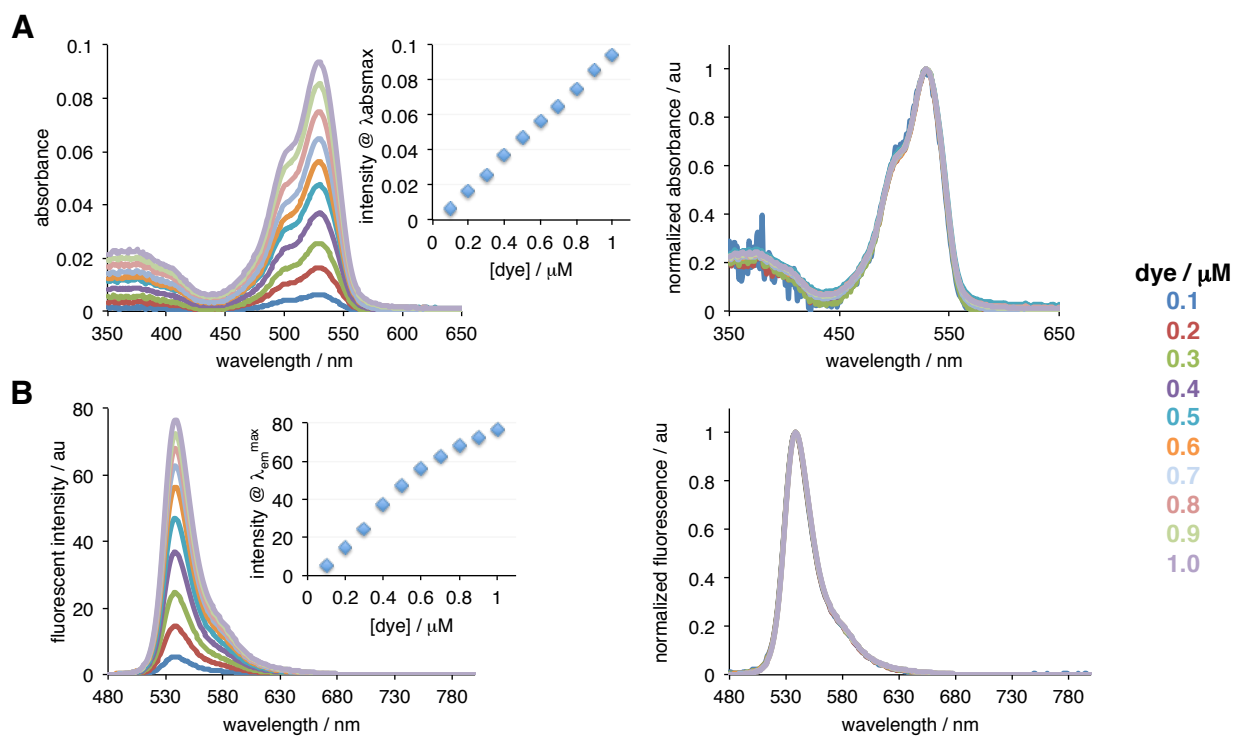 A
absorbance
0.1
0.08
0.06
0.04
0.02
0
350 400 450 500 550 600 650
wavelength / nm
intensity @ λabsmax
0.1
0.08
0.06
0.04
0.02
0
0 0.2 0.4 0.6 0.8 1
[dye] / μM
normalized absorbance / au
1
0.8
0.6
0.4
0.2
0
350 450 550 650
wavelength / nm
dye / μM
0.1
0.2
0.3
0.4
0.5
0.6
0.7
0.8
0.9
1.0
B
fluorescent intensity / au
80
60
40
20
0
480 530 580 630 680 730 780
wavelength / nm
intensity @ λem max
80
60
40
20
0
0 0.2 0.4 0.6 0.8 1
[dye] / μM
normalized fluorescence / au
1
0.8
0.6
0.4
0.2
0
480 530 580 630 680 730 780
wavelength / nm